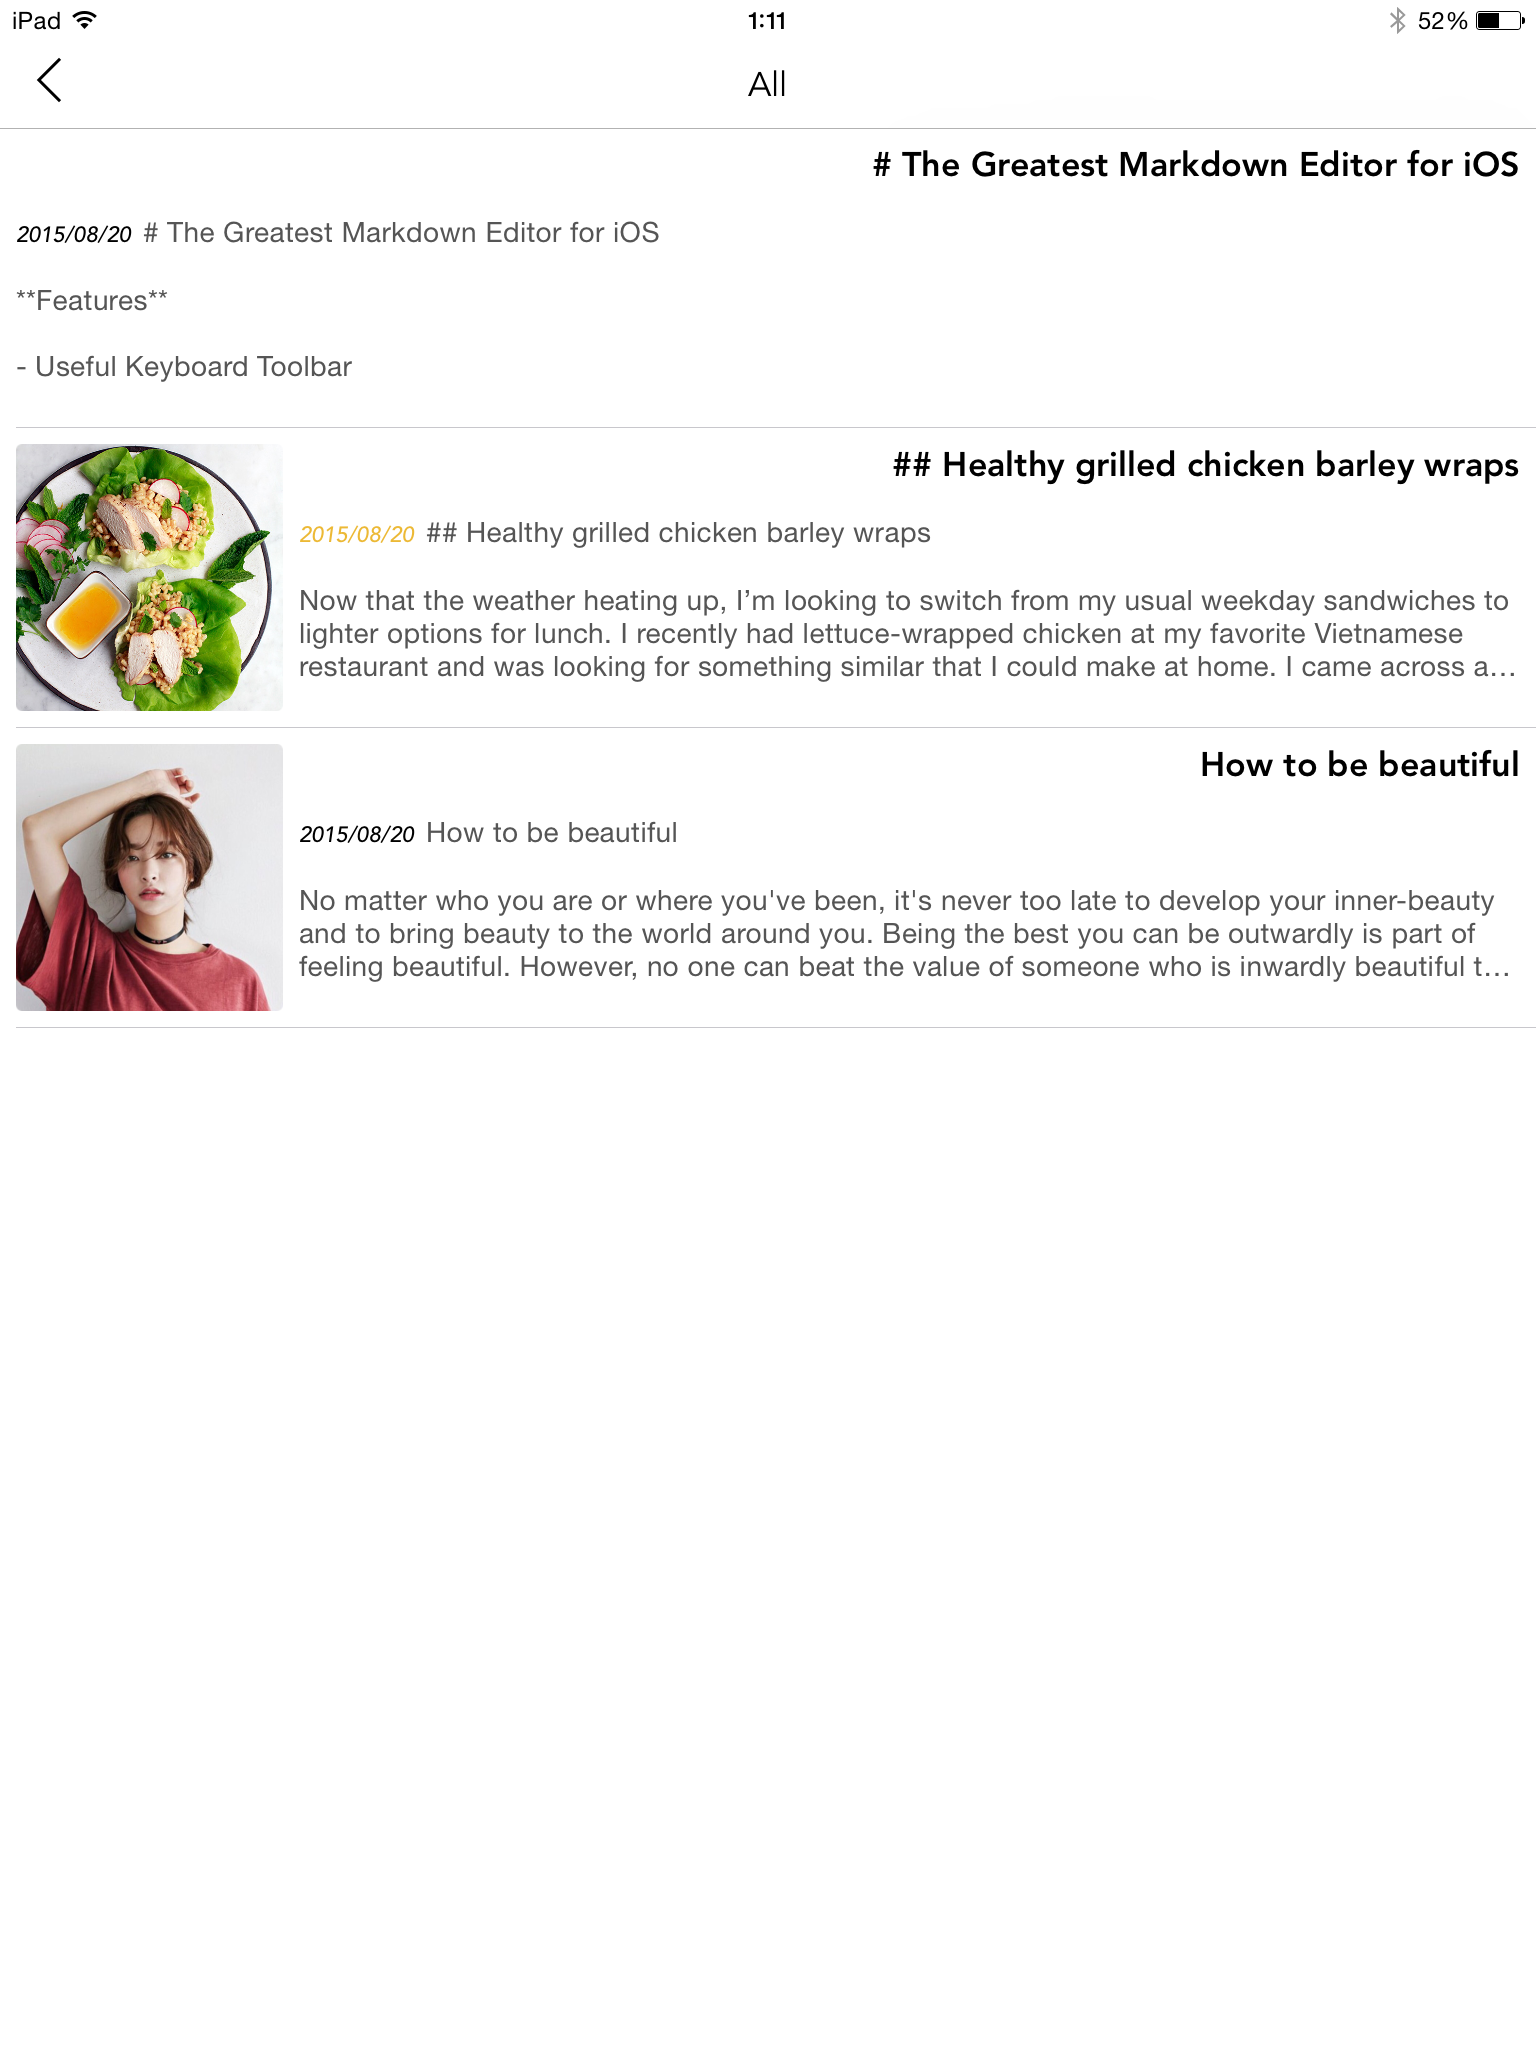 iPad 1:11 52%
All
# The Greatest Markdown Editor for iOS
2015/08/20 # The Greatest Markdown Editor for iOS
**Features**
- Useful Keyboard Toolbar
## Healthy grilled chicken barley wraps
2015/08/20 ## Healthy grilled chicken barley wraps
Now that the weather heating up, I’m looking to switch from my usual weekday sandwiches to
lighter options for lunch. I recently had lettuce-wrapped chicken at my favorite Vietnamese
restaurant and was looking for something similar that I could make at home. I came across a…
How to be beautiful
2015/08/20 How to be beautiful
No matter who you are or where you've been, it's never too late to develop your inner-beauty
and to bring beauty to the world around you. Being the best you can be outwardly is part of
feeling beautiful. However, no one can beat the value of someone who is inwardly beautiful t…